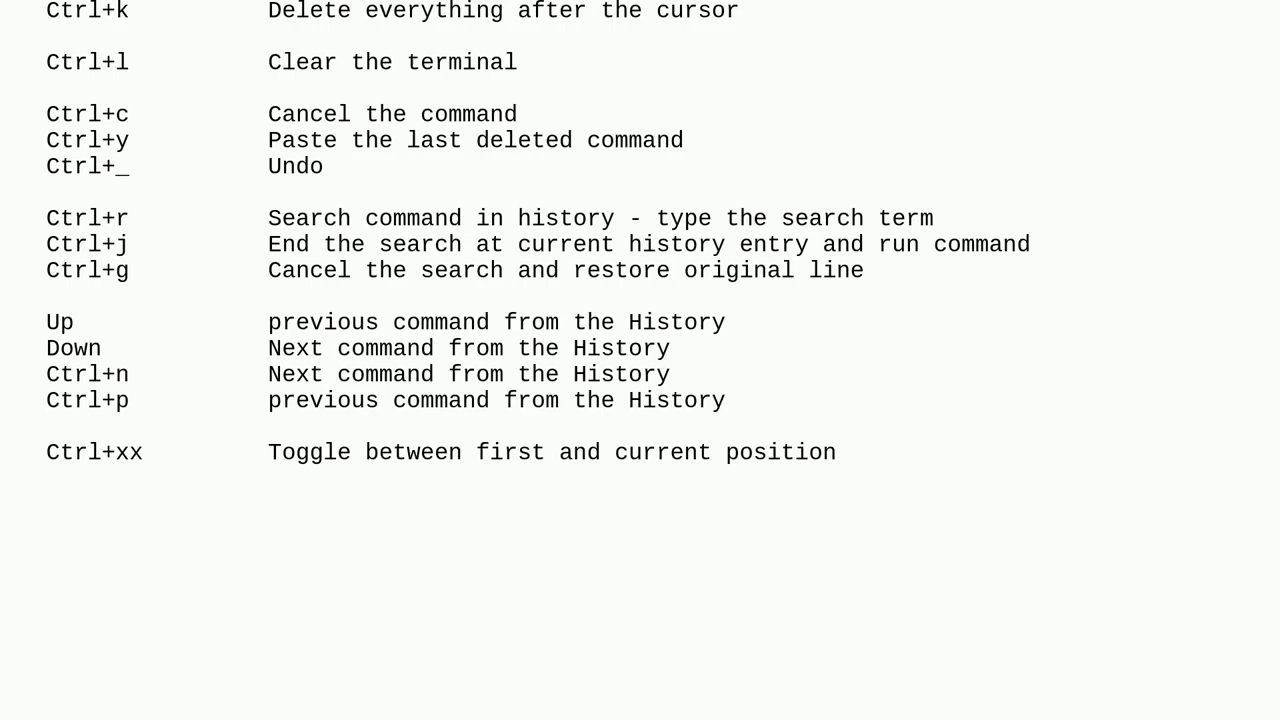 Ctrl+k Delete everything after the cursor
Ctrl+l Clear the terminal
Ctrl+c Cancel the command
Ctrl+y Paste the last deleted command
Ctrl+_ Undo
Ctrl+r Search command in history - type the search term
Ctrl+j End the search at current history entry and run command
Ctrl+g Cancel the search and restore original line
Up previous command from the History
Down Next command from the History
Ctrl+n Next command from the History
Ctrl+p previous command from the History
Ctrl+xx Toggle between first and current position